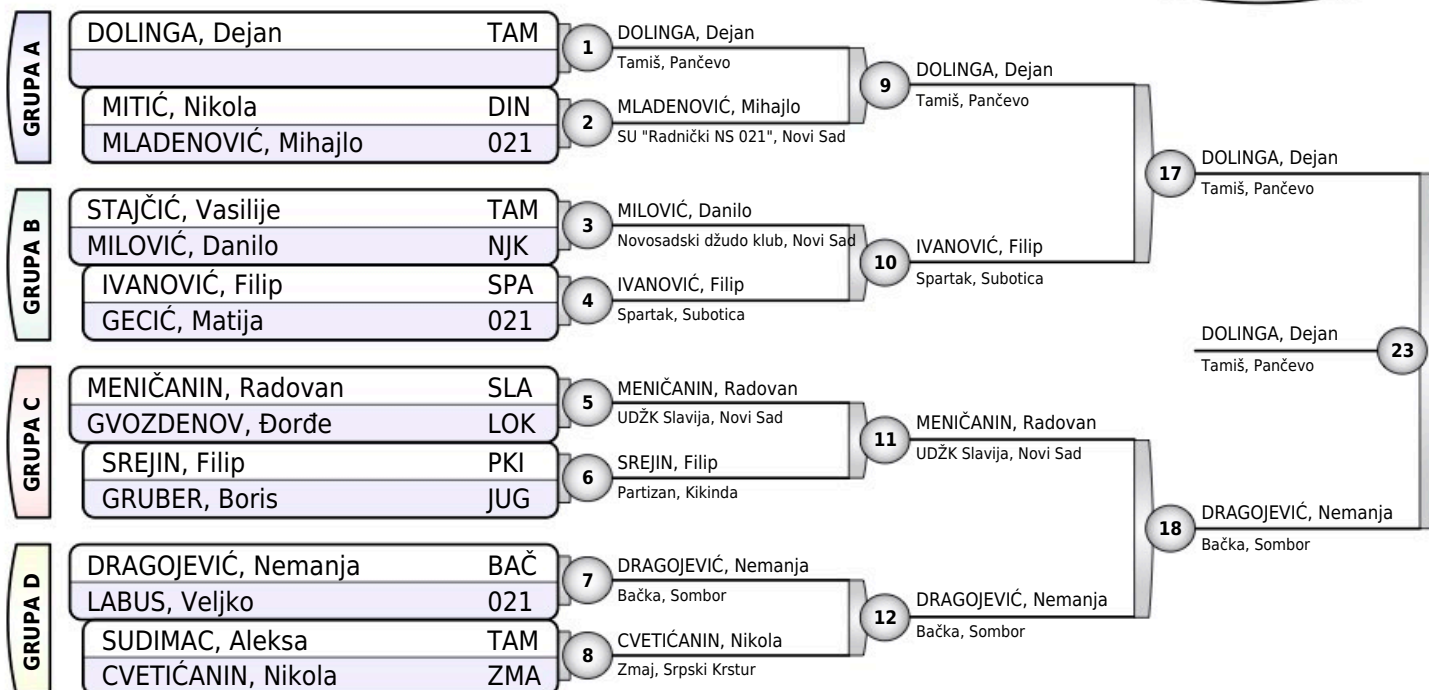 GRUPA A
DOLINGA, Dejan TAM
MITIĆ, Nikola DIN
MLADENOVIĆ, Mihajlo 021
GRUPA B
STAJČIĆ, Vasilije TAM
MILOVIĆ, Danilo NJK
IVANOVIĆ, Filip SPA
GECIĆ, Matija 021
GRUPA C
MENIČANIN, Radovan SLA
GVOZDENOV, Đorđe LOK
SREJIN, Filip PKI
GRUBER, Boris JUG
GRUPA D
DRAGOJEVIĆ, Nemanja BAČ
LABUS, Veljko 021
SUDIMAC, Aleksa TAM
CVETIĆANIN, Nikola ZMA
1
DOLINGA, Dejan
Tamiš, Pančevo
2
MLADENOVIĆ, Mihajlo
SU "Radnički NS 021", Novi Sad
3
MILOVIĆ, Danilo
Novosadski džudo klub, Novi Sad
4
IVANOVIĆ, Filip
Spartak, Subotica
5
MENIČANIN, Radovan
UDŽK Slavija, Novi Sad
6
SREJIN, Filip
Partizan, Kikinda
7
DRAGOJEVIĆ, Nemanja
Bačka, Sombor
8
CVETIĆANIN, Nikola
Zmaj, Srpski Krstur
9
DOLINGA, Dejan
Tamiš, Pančevo
10
IVANOVIĆ, Filip
Spartak, Subotica
11
MENIČANIN, Radovan
UDŽK Slavija, Novi Sad
12
DRAGOJEVIĆ, Nemanja
Bačka, Sombor
17
DOLINGA, Dejan
Tamiš, Pančevo
18
DRAGOJEVIĆ, Nemanja
Bačka, Sombor
DOLINGA, Dejan
Tamiš, Pančevo
23